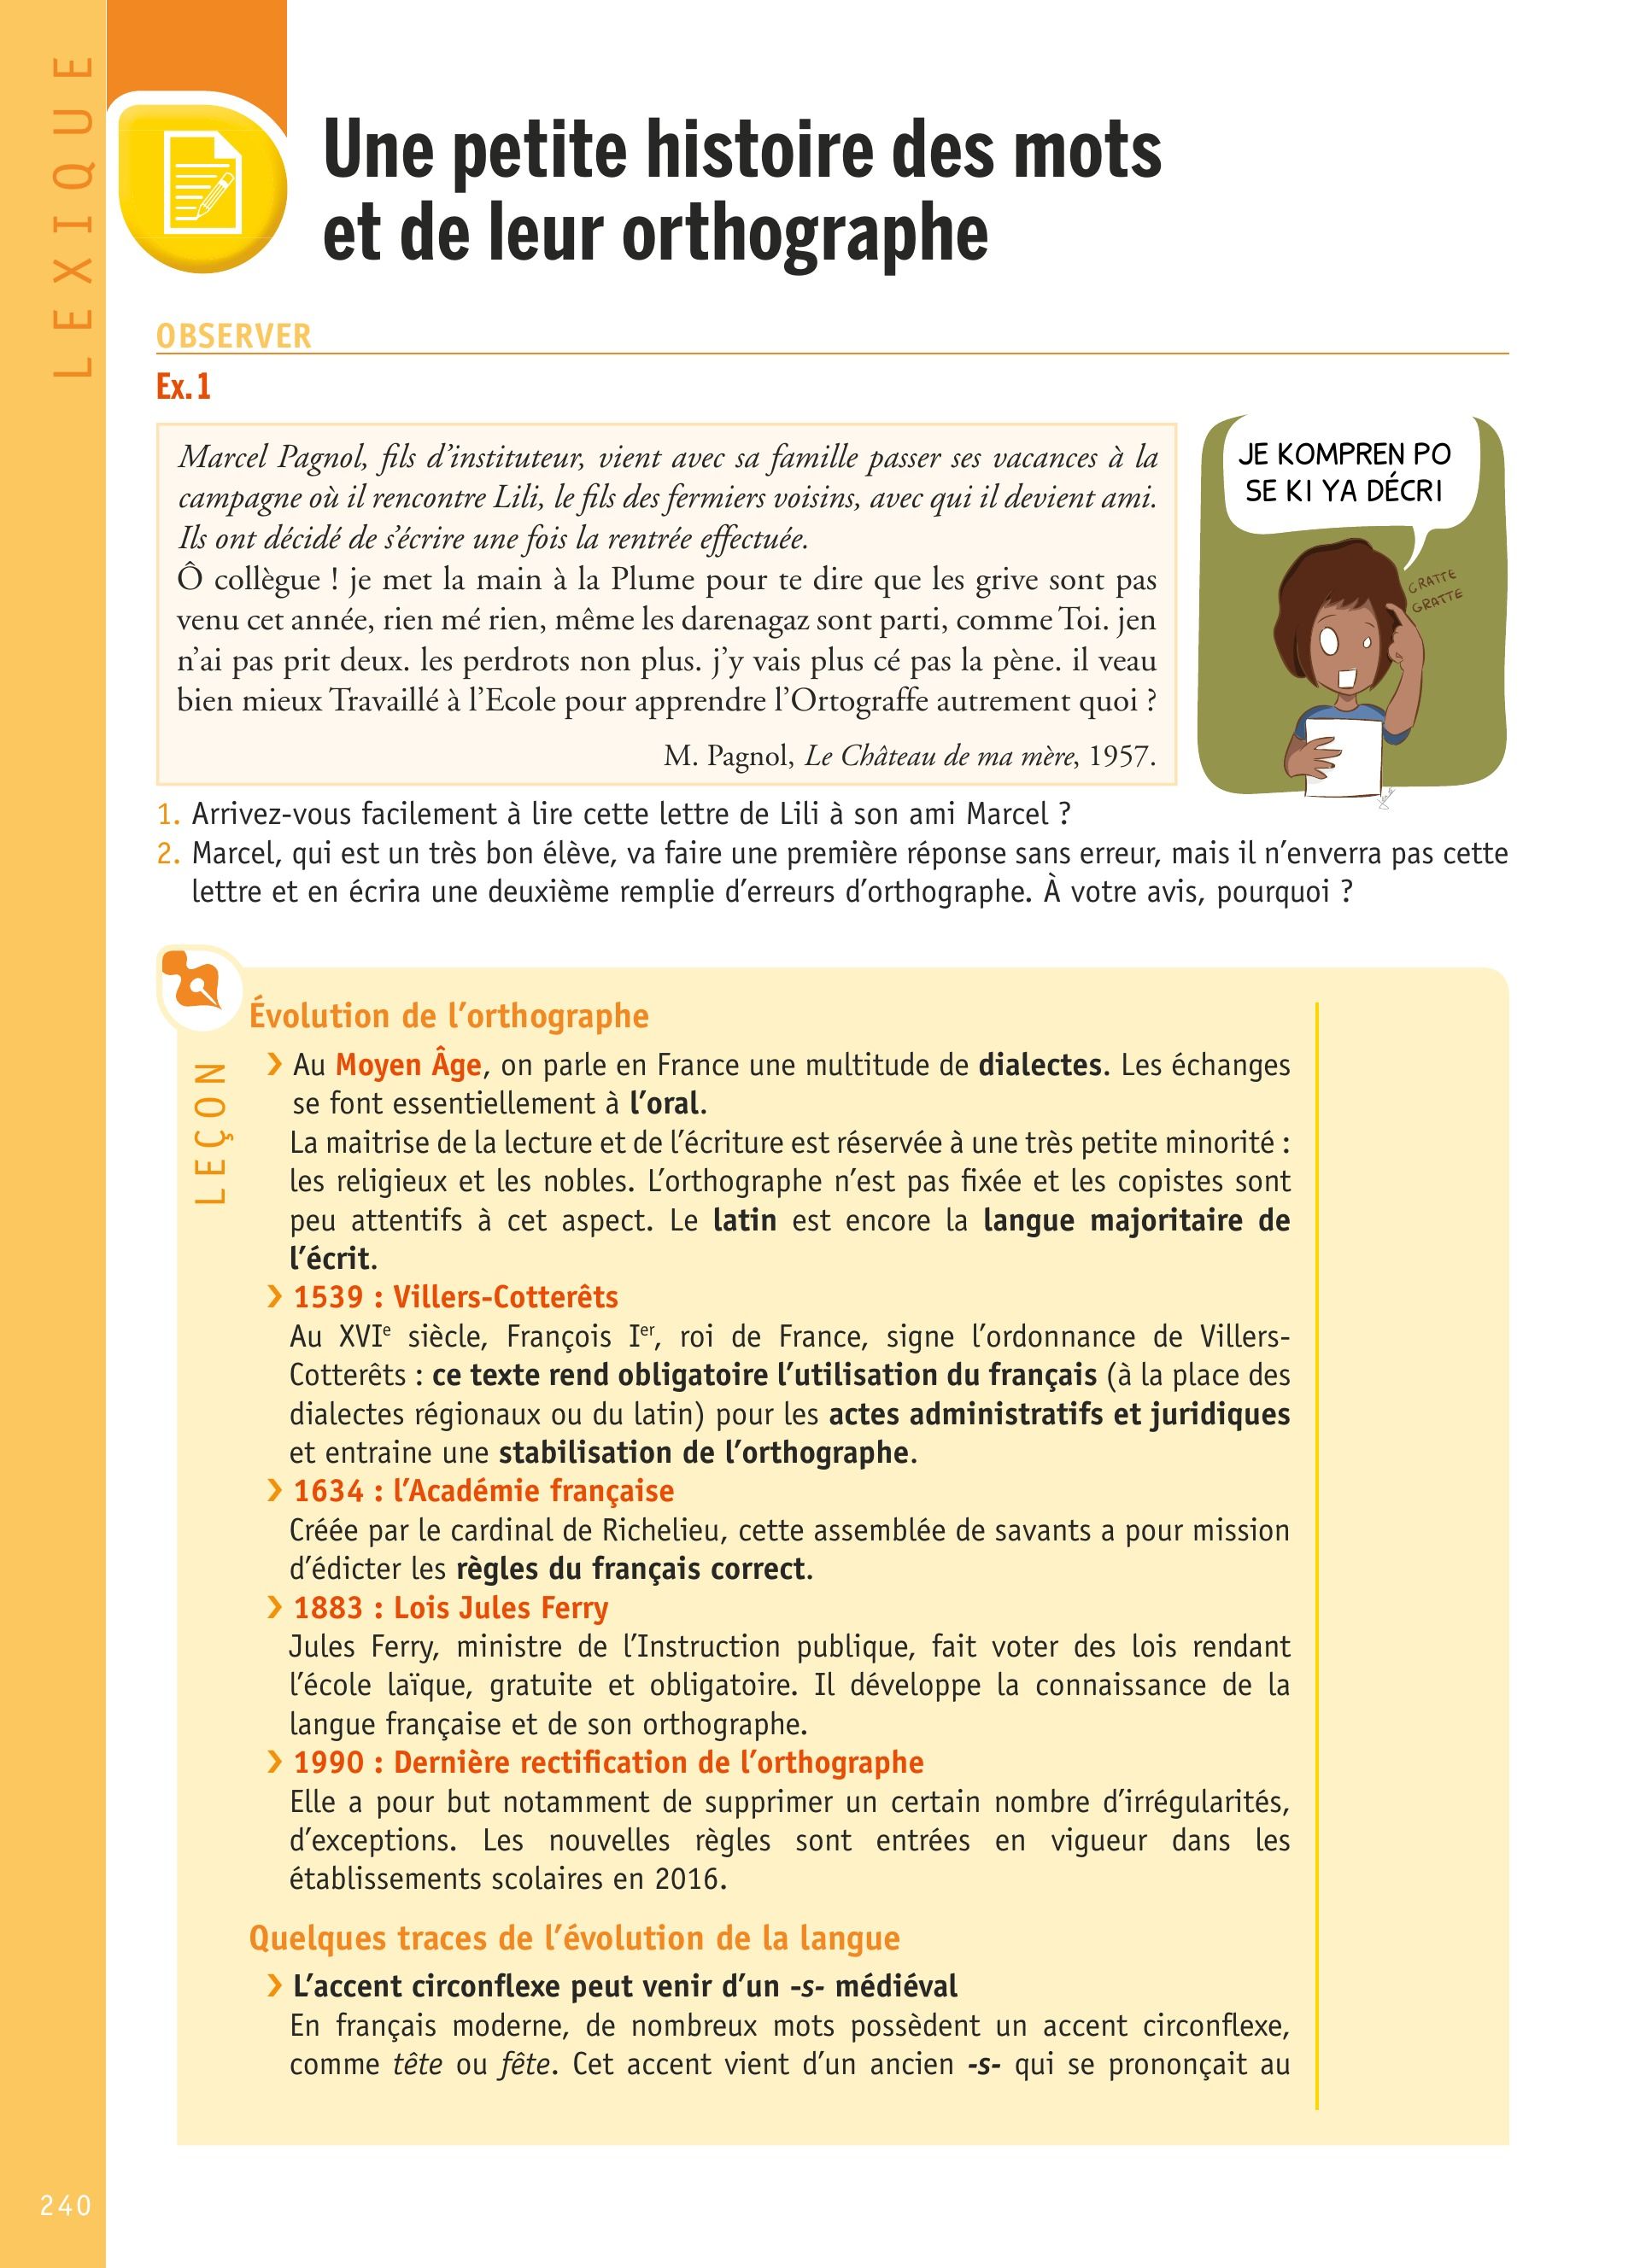 LEXIQUE
Une petite histoire des mots
et de leur orthographe
OBSERVER
Ex. 1
Marcel Pagnol, fils d’instituteur, vient avec sa famille passer ses vacances à la
campagne où il rencontre Lili, le fils des fermiers voisins, avec qui il devient ami.
Ils ont décidé de s’écrire une fois la rentrée effectuée.
Ô collègue ! je met la main à la Plume pour te dire que les grive sont pas
venu cet année, rien mé rien, même les darenagaz sont parti, comme Toi. jen
n’ai pas prit deux. les perdrots non plus. j’y vais plus cé pas la pène. il veau
bien mieux Travaillé à l’Ecole pour apprendre l’Ortograffe autrement quoi ?
M. Pagnol, Le Château de ma mère, 1957.
JE KOMPREN PO
SE KI YA DÉCRI
GRATTE
GRATTE
1. Arrivez-vous facilement à lire cette lettre de Lili à son ami Marcel ?
2. Marcel, qui est un très bon élève, va faire une première réponse sans erreur, mais il n’enverra pas cette
lettre et en écrira une deuxième remplie d’erreurs d’orthographe. À votre avis, pourquoi ?
LEÇON
Évolution de l’orthographe
› Au Moyen Âge, on parle en France une multitude de dialectes. Les échanges
se font essentiellement à l’oral.
La maitrise de la lecture et de l’écriture est réservée à une très petite minorité :
les religieux et les nobles. L’orthographe n’est pas fixée et les copistes sont
peu attentifs à cet aspect. Le latin est encore la langue majoritaire de
l’écrit.
› 1539 : Villers-Cotterêts
Au XVIe siècle, François Ier, roi de France, signe l’ordonnance de Villers-
Cotterêts : ce texte rend obligatoire l’utilisation du français (à la place des
dialectes régionaux ou du latin) pour les actes administratifs et juridiques
et entraine une stabilisation de l’orthographe.
› 1634 : l’Académie française
Créée par le cardinal de Richelieu, cette assemblée de savants a pour mission
d’édicter les règles du français correct.
› 1883 : Lois Jules Ferry
Jules Ferry, ministre de l’Instruction publique, fait voter des lois rendant
l’école laïque, gratuite et obligatoire. Il développe la connaissance de la
langue française et de son orthographe.
› 1990 : Dernière rectification de l’orthographe
Elle a pour but notamment de supprimer un certain nombre d’irrégularités,
d’exceptions. Les nouvelles règles sont entrées en vigueur dans les
établissements scolaires en 2016.
Quelques traces de l’évolution de la langue
› L’accent circonflexe peut venir d’un -s- médiéval
En français moderne, de nombreux mots possèdent un accent circonflexe,
comme tête ou fête. Cet accent vient d’un ancien -s- qui se prononçait au
240